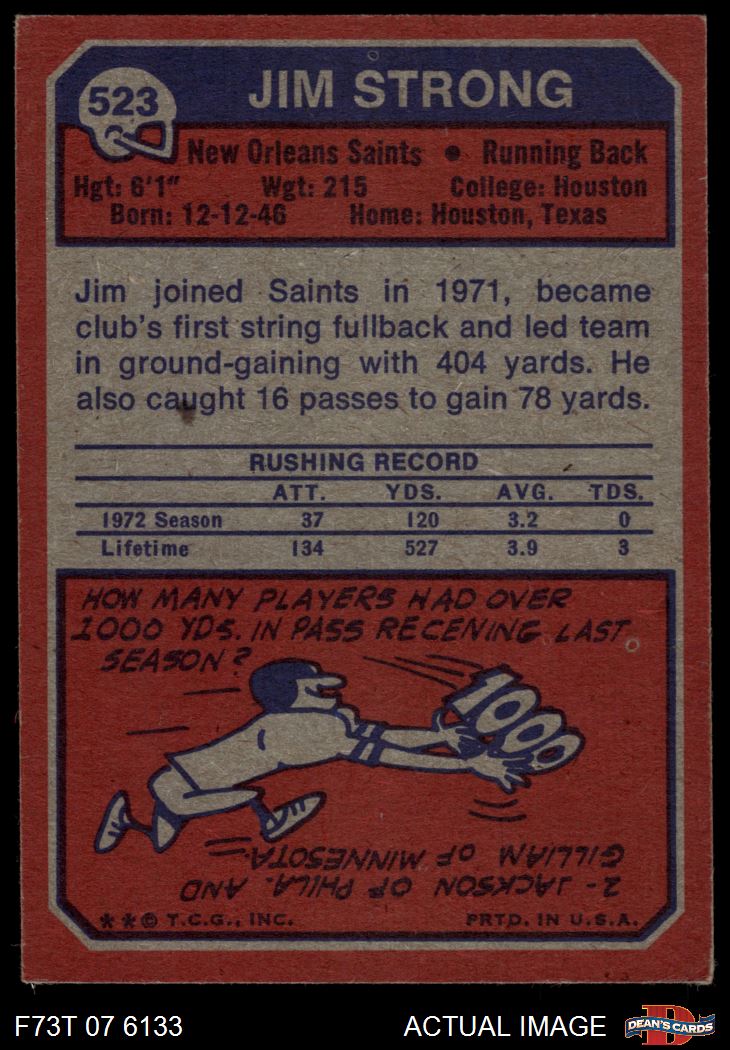 523
JIM STRONG
New Orleans Saints • Running Back
Hgt: 6'1" Wgt: 215 College: Houston
Born: 12-12-46 Home: Houston, Texas
Jim joined Saints in 1971, became
club's first string fullback and led team
in ground-gaining with 404 yards. He
also caught 16 passes to gain 78 yards.
RUSHING RECORD
ATT. YDS. AVG. TDS.
1972 Season 37 120 3.2 0
Lifetime 134 527 3.9 3
HOW MANY PLAYERS HAD OVER
1000 YDS. IN PASS RECEIVING LAST
SEASON?
1000
2 - JACKSON OF PHILA. AND
GILLIAM OF MINNESOTA.
**© T.C.G., INC. PRTD. IN U.S.A.
F73T 07 6133 ACTUAL IMAGE
D
DEAN'S CARDS